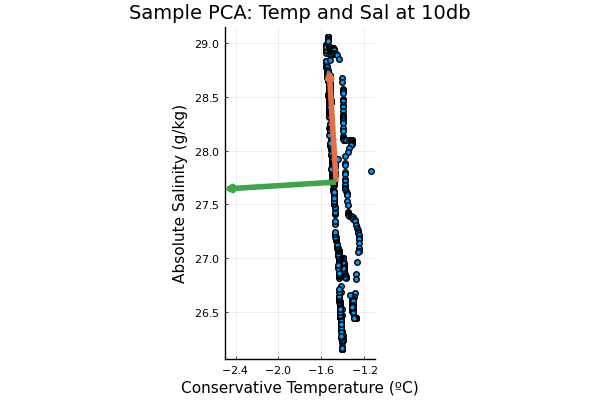 Sample PCA: Temp and Sal at 10db
29.0
28.5
28.0
27.5
27.0
26.5
Absolute Salinity (g/kg)
−2.4 −2.0 −1.6 −1.2
Conservative Temperature (ºC)